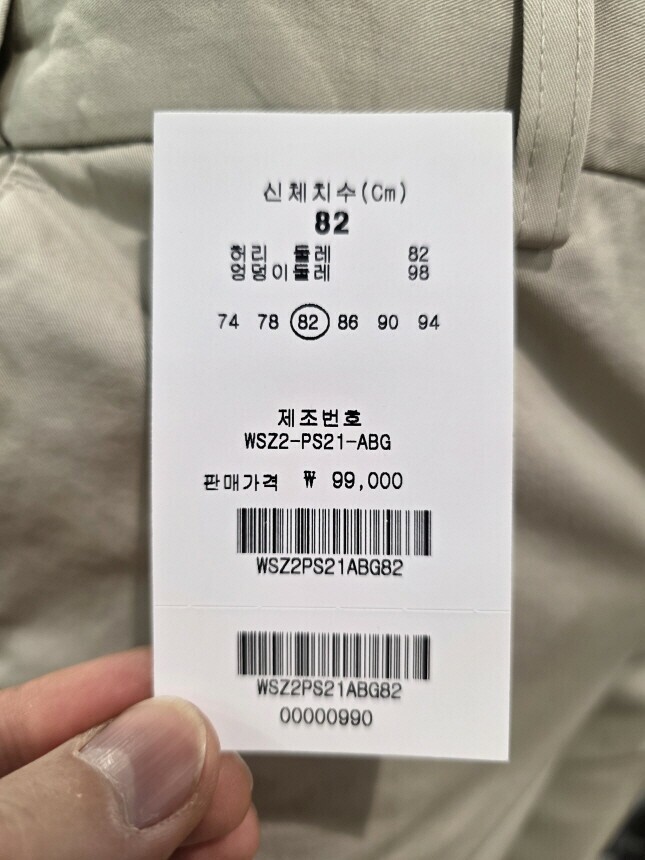 신체치수(Cm)
82
허리 둘레 82
엉덩이둘레 98
74 78 82 86 90 94
제조번호
WSZ2-PS21-ABG
판매가격 ₩ 99,000
WSZ2PS21ABG82
WSZ2PS21ABG82
00000990